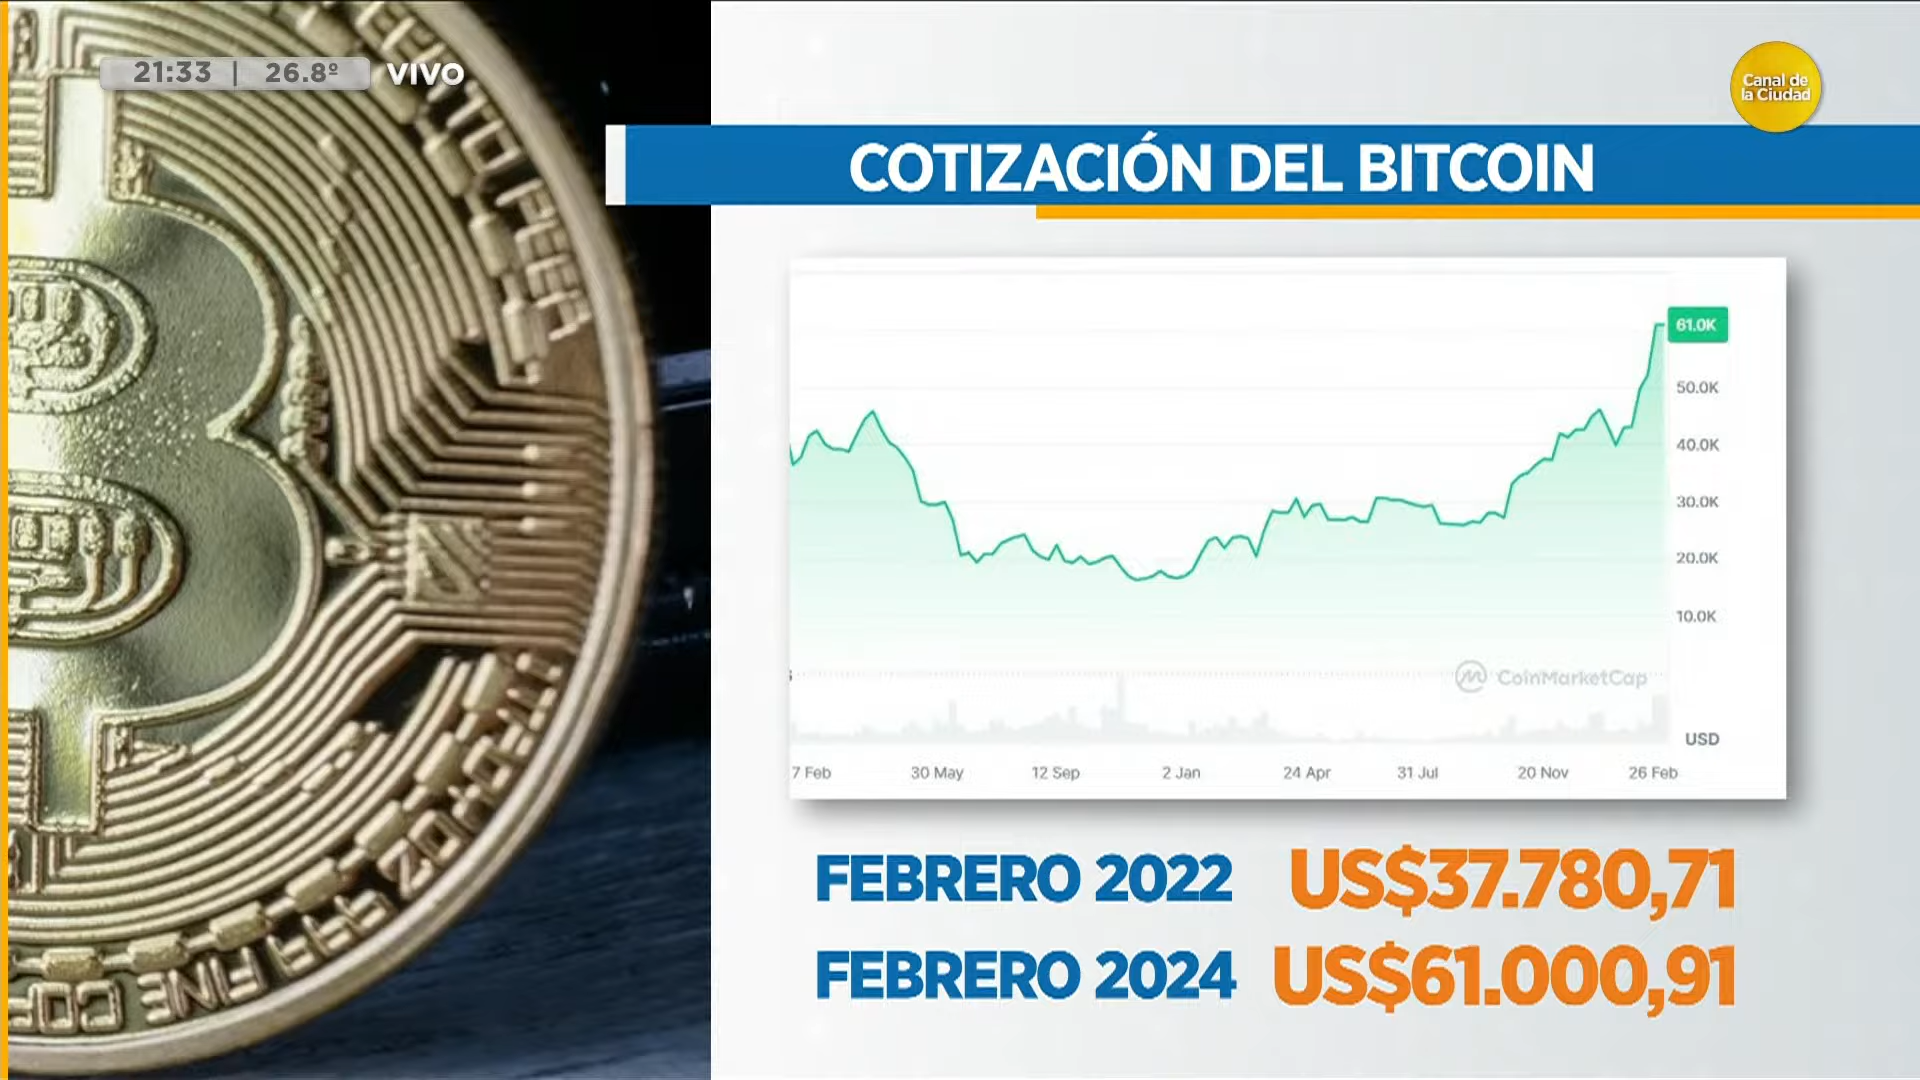 21:33 | 26.8º VIVO
Canal de
la Ciudad
COTIZACIÓN DEL BITCOIN
61.0K
50.0K
40.0K
30.0K
20.0K
10.0K
CoinMarketCap
USD
7 Feb 30 May 12 Sep 2 Jan 24 Apr 31 Jul 20 Nov 26 Feb
FEBRERO 2022 US$37.780,71
FEBRERO 2024 US$61.000,91
PEER
FINE